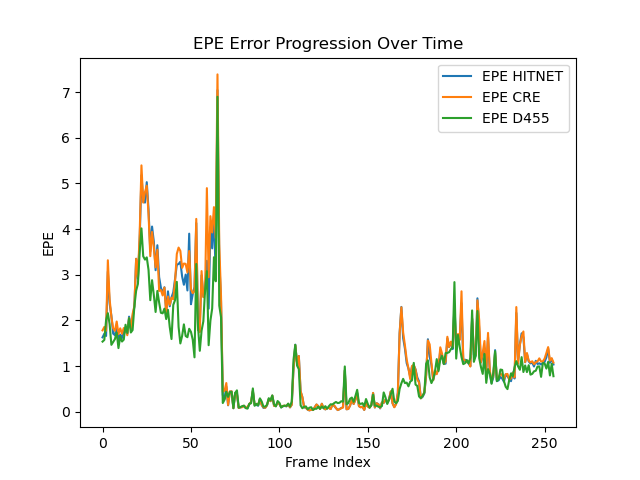 EPE Error Progression Over Time
EPE HITNET
EPE CRE
EPE D455
EPE
7
6
5
4
3
2
1
0
0 50 100 150 200 250
Frame Index